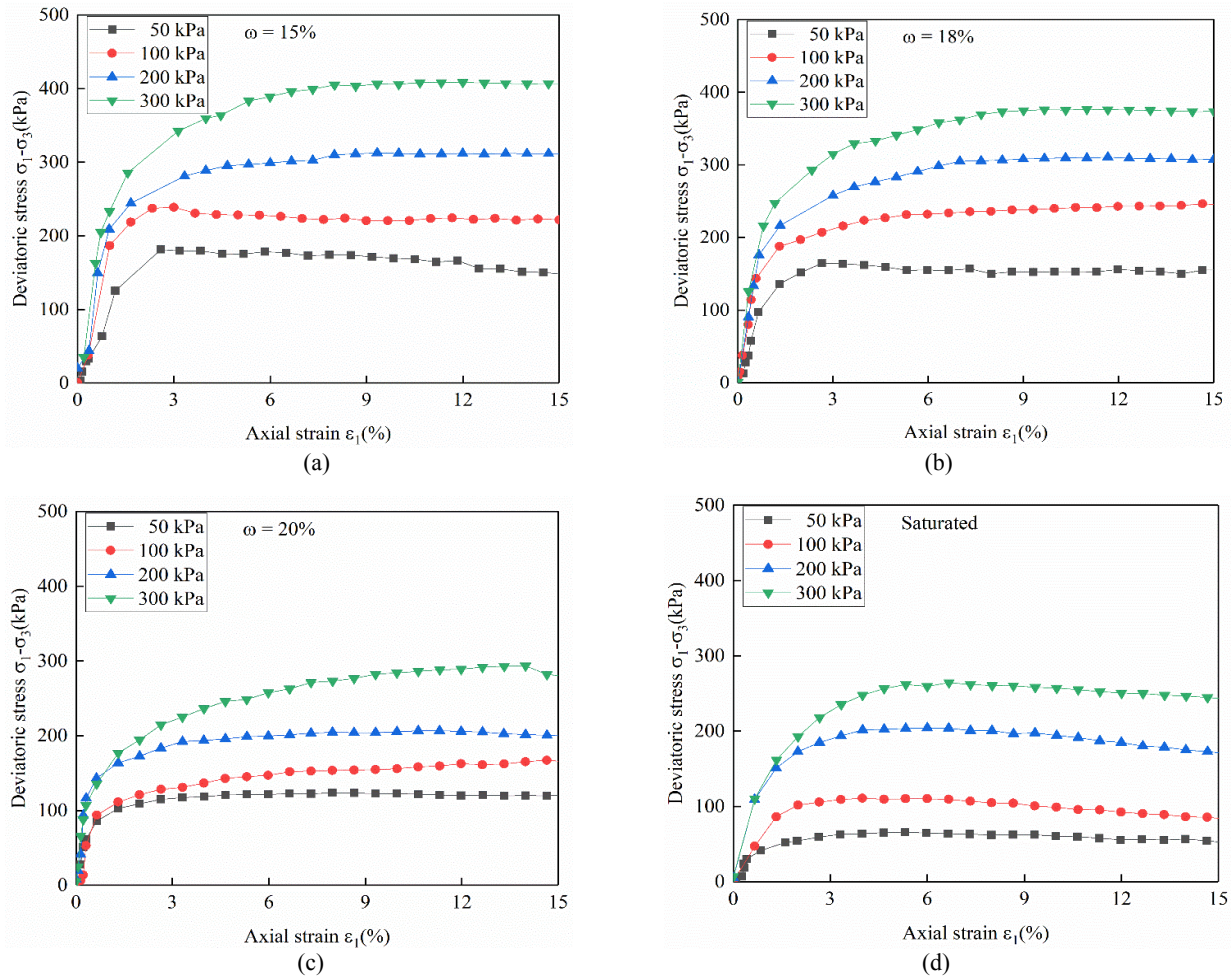 500
400
300
200
100
0
Deviatoric stress σ1-σ3(kPa)
50 kPa
100 kPa
200 kPa
300 kPa
ω = 15%
0 3 6 9 12 15
Axial strain ε1(%)
(a)
500
400
300
200
100
0
Deviatoric stress σ1-σ3(kPa)
50 kPa
100 kPa
200 kPa
300 kPa
ω = 18%
0 3 6 9 12 15
Axial strain ε1(%)
(b)
500
400
300
200
100
0
Deviatoric stress σ1-σ3(kPa)
50 kPa
100 kPa
200 kPa
300 kPa
ω = 20%
0 3 6 9 12 15
Axial strain ε1(%)
(c)
500
400
300
200
100
0
Deviatoric stress σ1-σ3(kPa)
50 kPa
100 kPa
200 kPa
300 kPa
Saturated
0 3 6 9 12 15
Axial strain ε1(%)
(d)